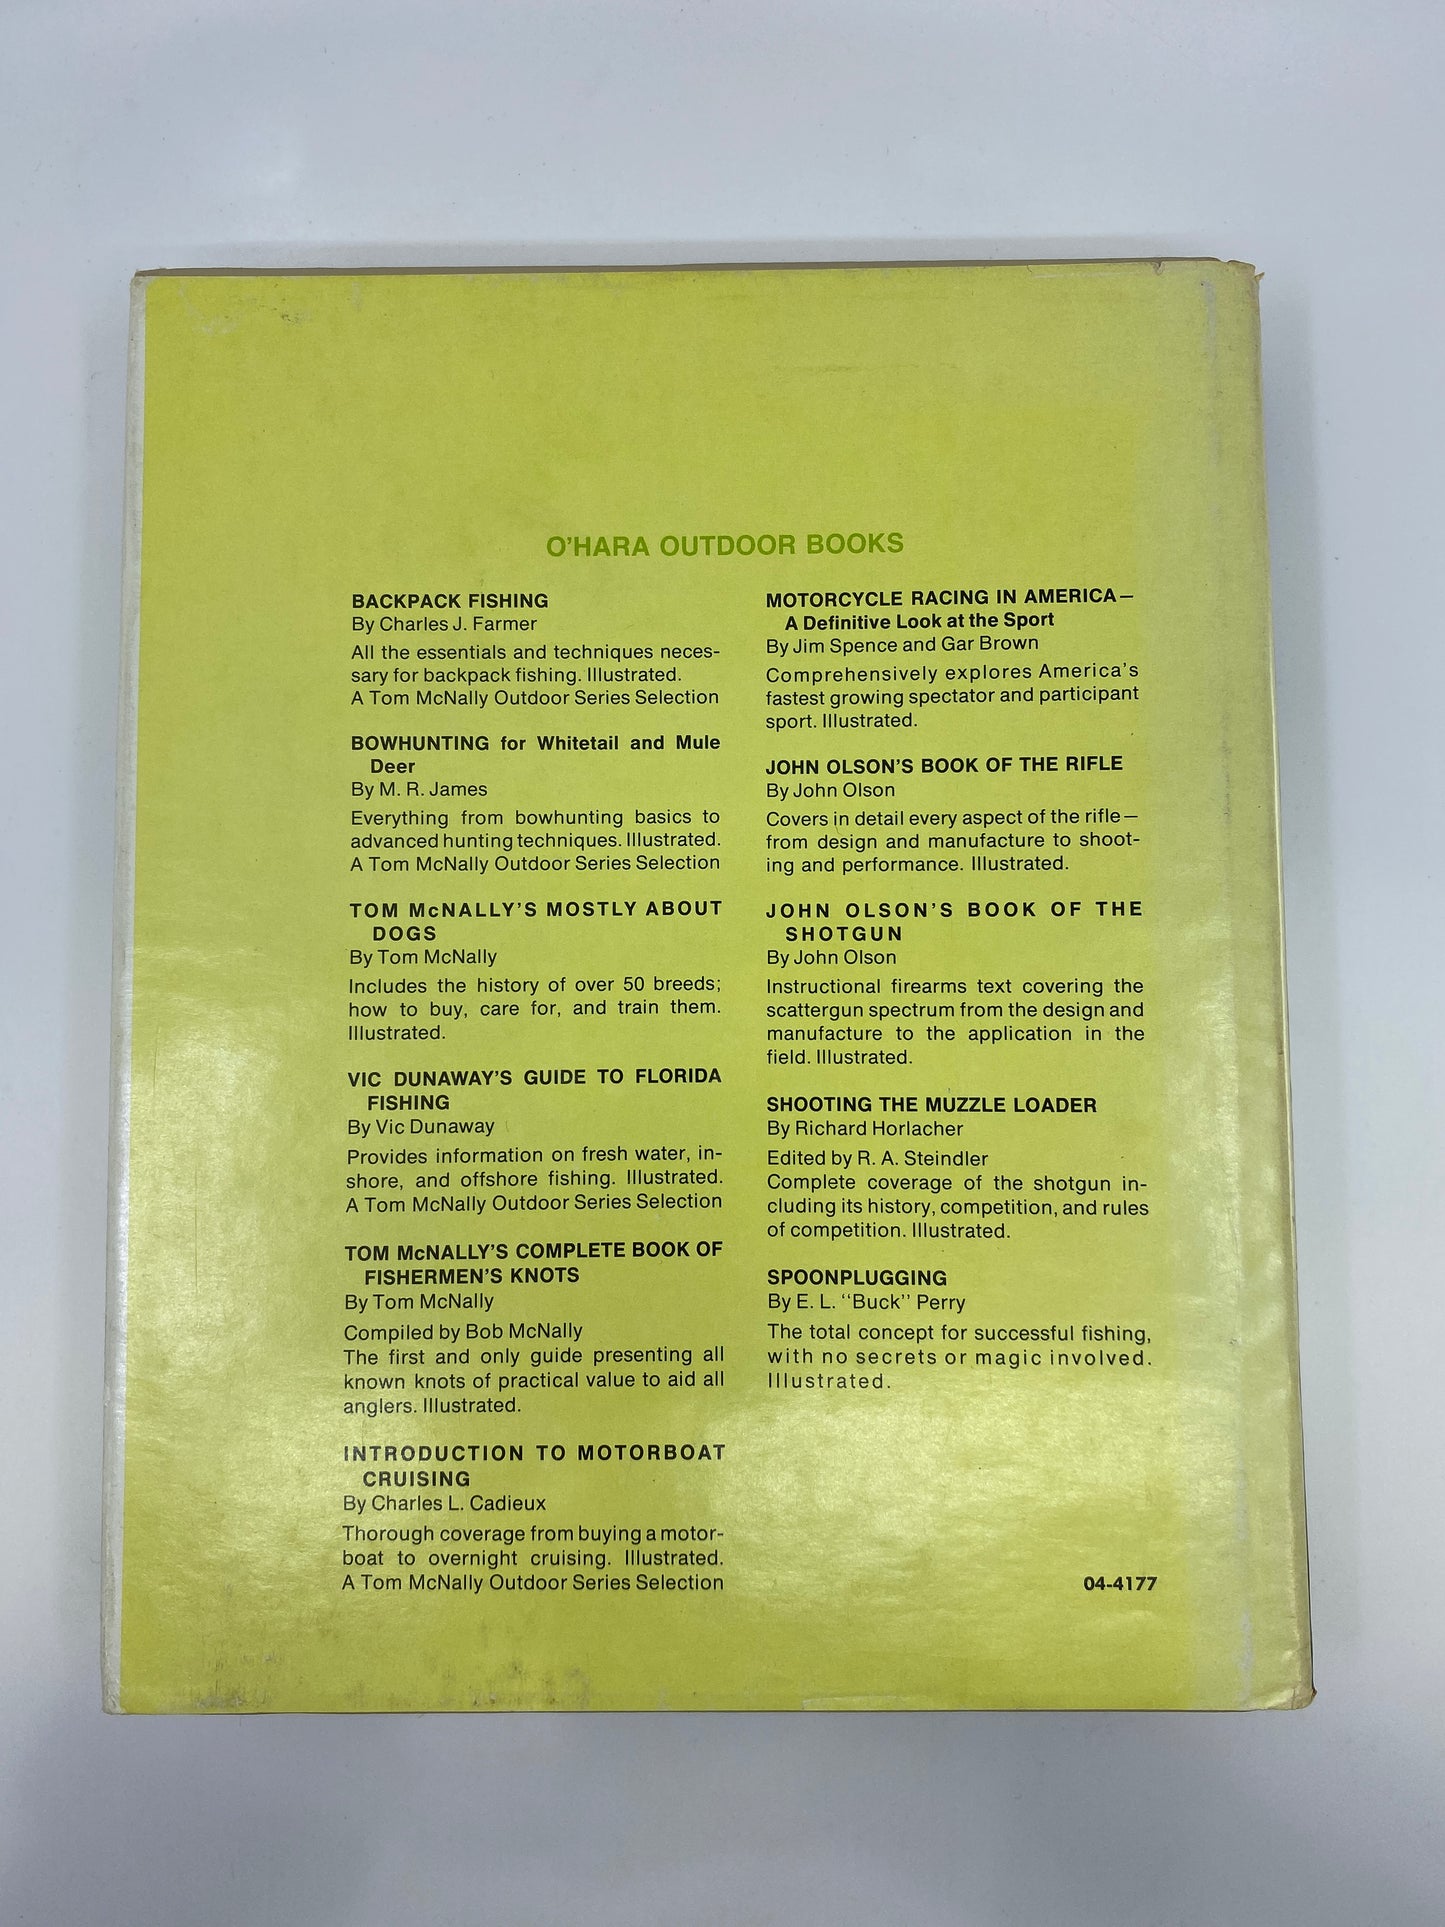 O'HARA OUTDOOR BOOKS
BACKPACK FISHING
By Charles J. Farmer
All the essentials and techniques neces-
sary for backpack fishing. Illustrated.
A Tom McNally Outdoor Series Selection
BOWHUNTING for Whitetail and Mule
Deer
By M. R. James
Everything from bowhunting basics to
advanced hunting techniques. Illustrated.
A Tom McNally Outdoor Series Selection
TOM McNALLY'S MOSTLY ABOUT
DOGS
By Tom McNally
Includes the history of over 50 breeds;
how to buy, care for, and train them.
Illustrated.
VIC DUNAWAY'S GUIDE TO FLORIDA
FISHING
By Vic Dunaway
Provides information on fresh water, in-
shore, and offshore fishing. Illustrated.
A Tom McNally Outdoor Series Selection
TOM McNALLY'S COMPLETE BOOK OF
FISHERMEN'S KNOTS
By Tom McNally
Compiled by Bob McNally
The first and only guide presenting all
known knots of practical value to aid all
anglers. Illustrated.
INTRODUCTION TO MOTORBOAT
CRUISING
By Charles L. Cadieux
Thorough coverage from buying a motor-
boat to overnight cruising. Illustrated.
A Tom McNally Outdoor Series Selection
MOTORCYCLE RACING IN AMERICA—
A Definitive Look at the Sport
By Jim Spence and Gar Brown
Comprehensively explores America's
fastest growing spectator and participant
sport. Illustrated.
JOHN OLSON'S BOOK OF THE RIFLE
By John Olson
Covers in detail every aspect of the rifle—
from design and manufacture to shoot-
ing and performance. Illustrated.
JOHN OLSON'S BOOK OF THE
SHOTGUN
By John Olson
Instructional firearms text covering the
scattergun spectrum from the design and
manufacture to the application in the
field. Illustrated.
SHOOTING THE MUZZLE LOADER
By Richard Horlacher
Edited by R. A. Steindler
Complete coverage of the shotgun in-
cluding its history, competition, and rules
of competition. Illustrated.
SPOONPLUGGING
By E. L. "Buck" Perry
The total concept for successful fishing,
with no secrets or magic involved.
Illustrated.
04-4177